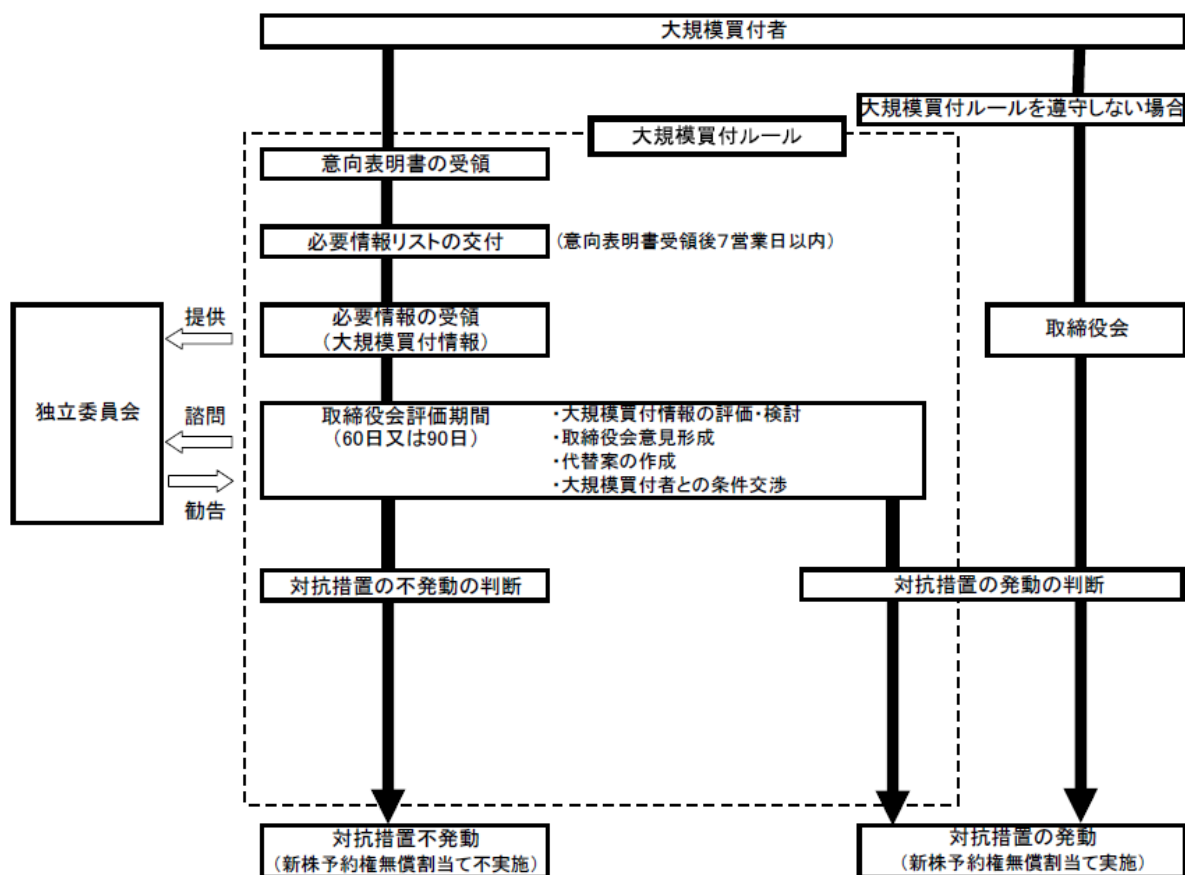 大規模買付者
大規模買付ルールを遵守しない場合
大規模買付ルール
意向表明書の受領
必要情報リストの交付
(意向表明書受領後7営業日以内)
提供
必要情報の受領
(大規模買付情報)
取締役会
独立委員会
諮問
勧告
取締役会評価期間
(60日又は90日)
・大規模買付情報の評価・検討
・取締役会意見形成
・代替案の作成
・大規模買付者との条件交渉
対抗措置の不発動の判断
対抗措置の発動の判断
対抗措置不発動
(新株予約権無償割当て不実施)
対抗措置の発動
(新株予約権無償割当て実施)